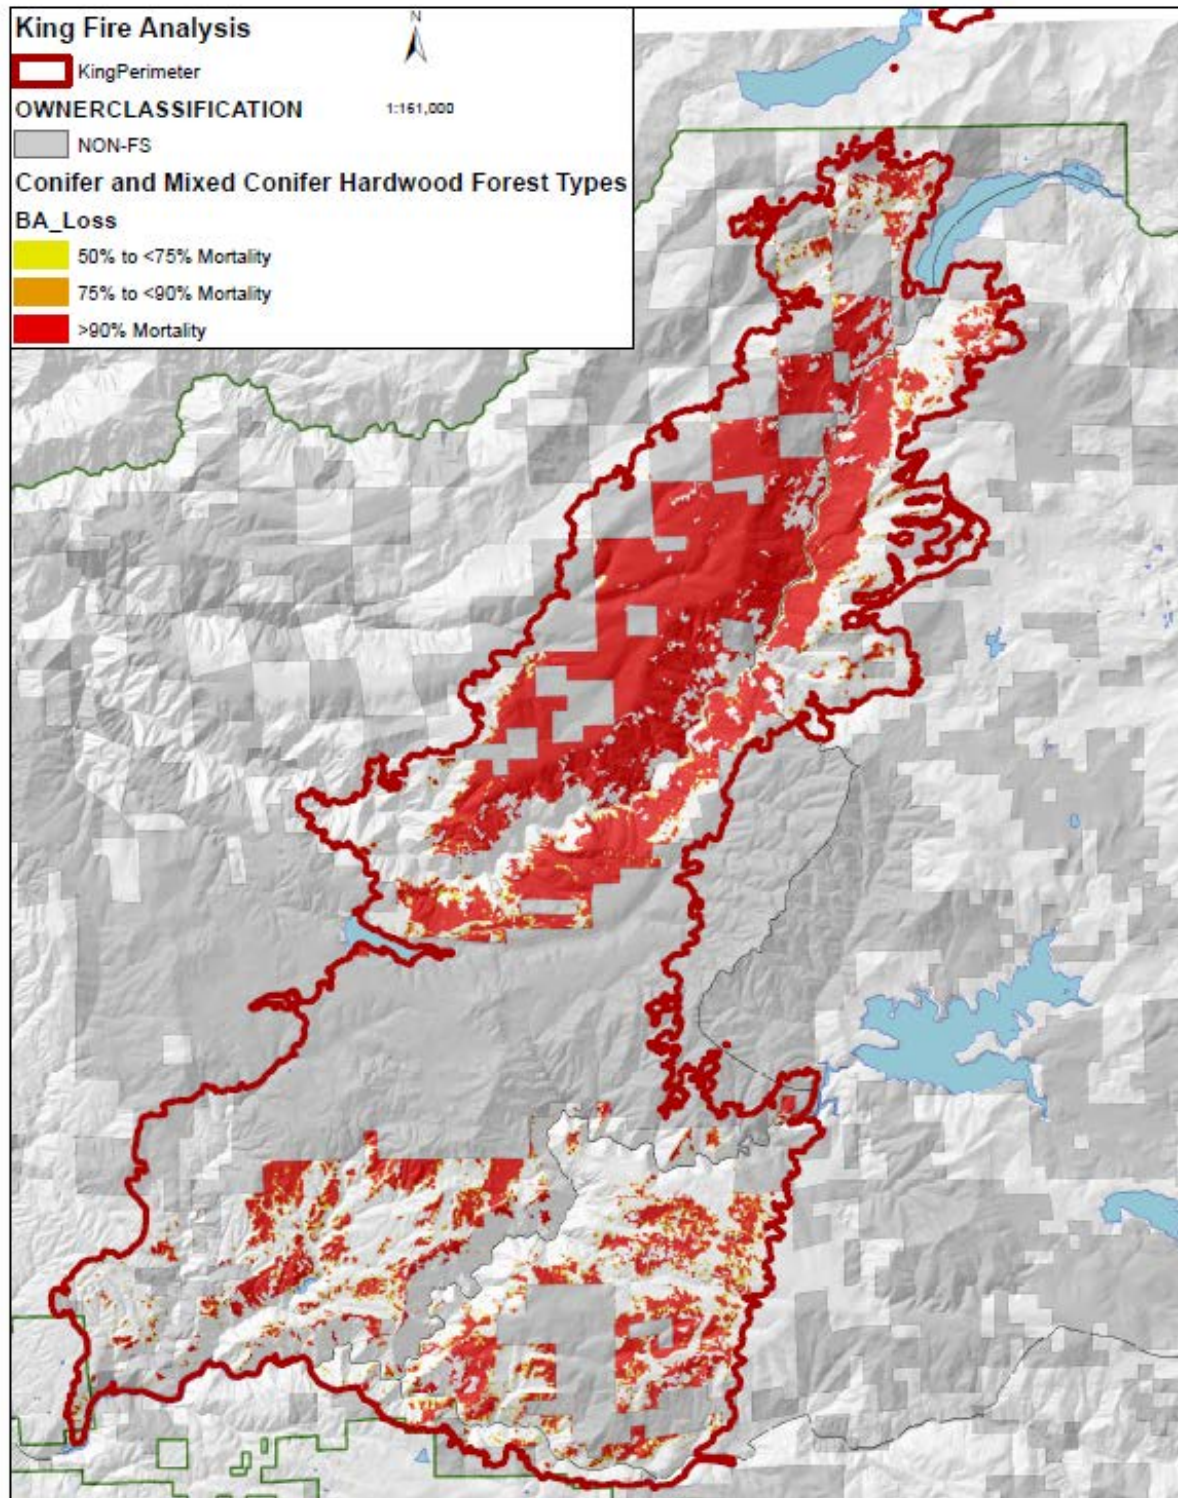 King Fire Analysis
N
KingPerimeter
OWNERCLASSIFICATION
1:161,000
NON-FS
Conifer and Mixed Conifer Hardwood Forest Types
BA_Loss
50% to <75% Mortality
75% to <90% Mortality
>90% Mortality